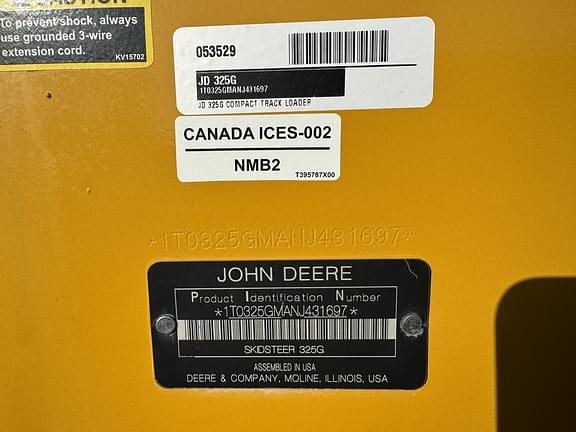 To prevent shock, always
use grounded 3-wire
extension cord.
KV15702
053529
JD 325G
1T0325GMANJ431697
JD 325G COMPACT TRACK LOADER
CANADA ICES-002
NMB2
T395787X00
*1T0325GMANJ431697*
JOHN DEERE
Product Identification Number
*1T0325GMANJ431697*
SKIDSTEER 325G
ASSEMBLED IN USA
DEERE & COMPANY, MOLINE, ILLINOIS, USA